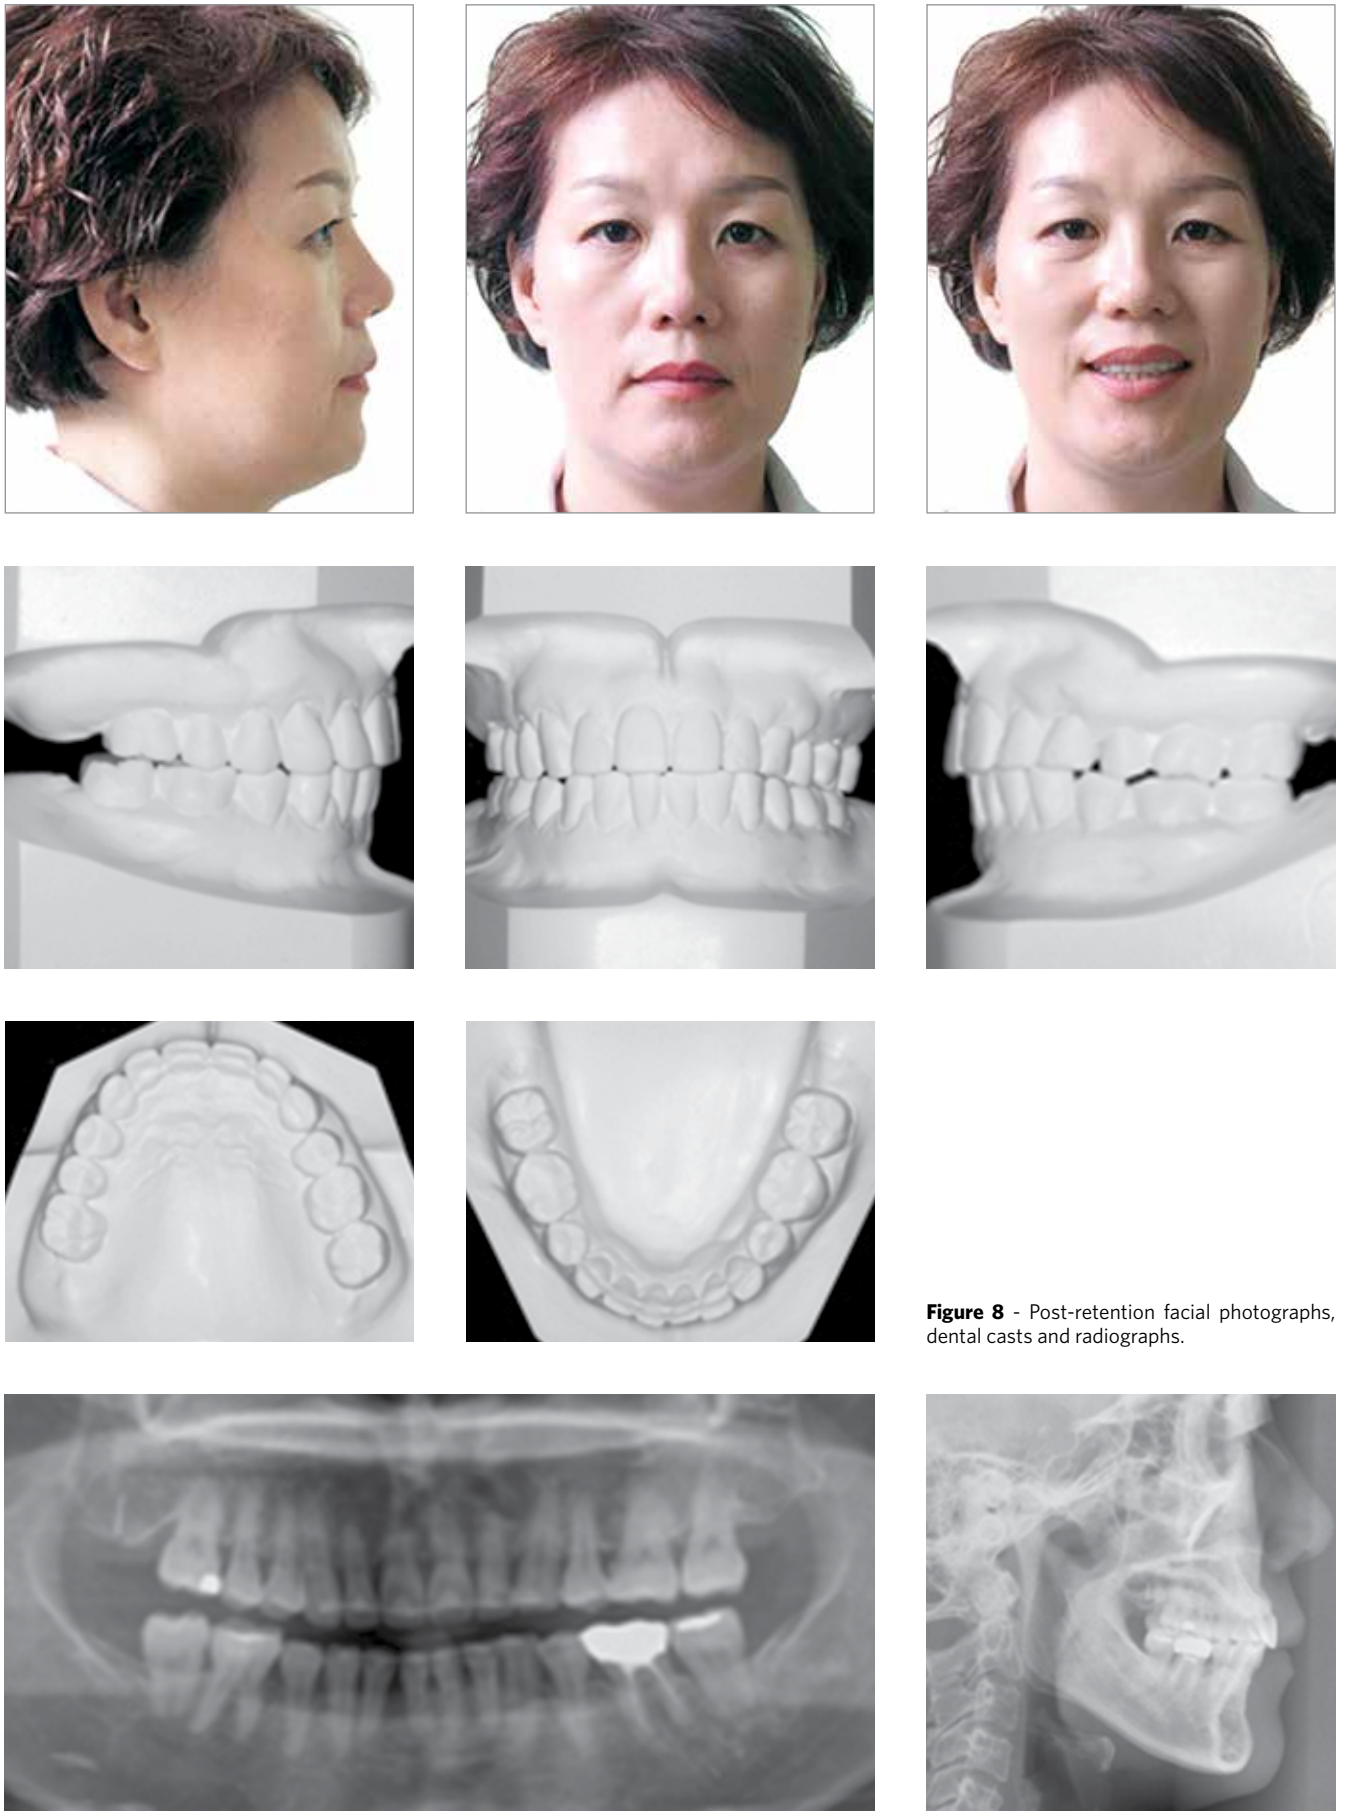 Figure 8 - Post-retention facial photographs,
dental casts and radiographs.